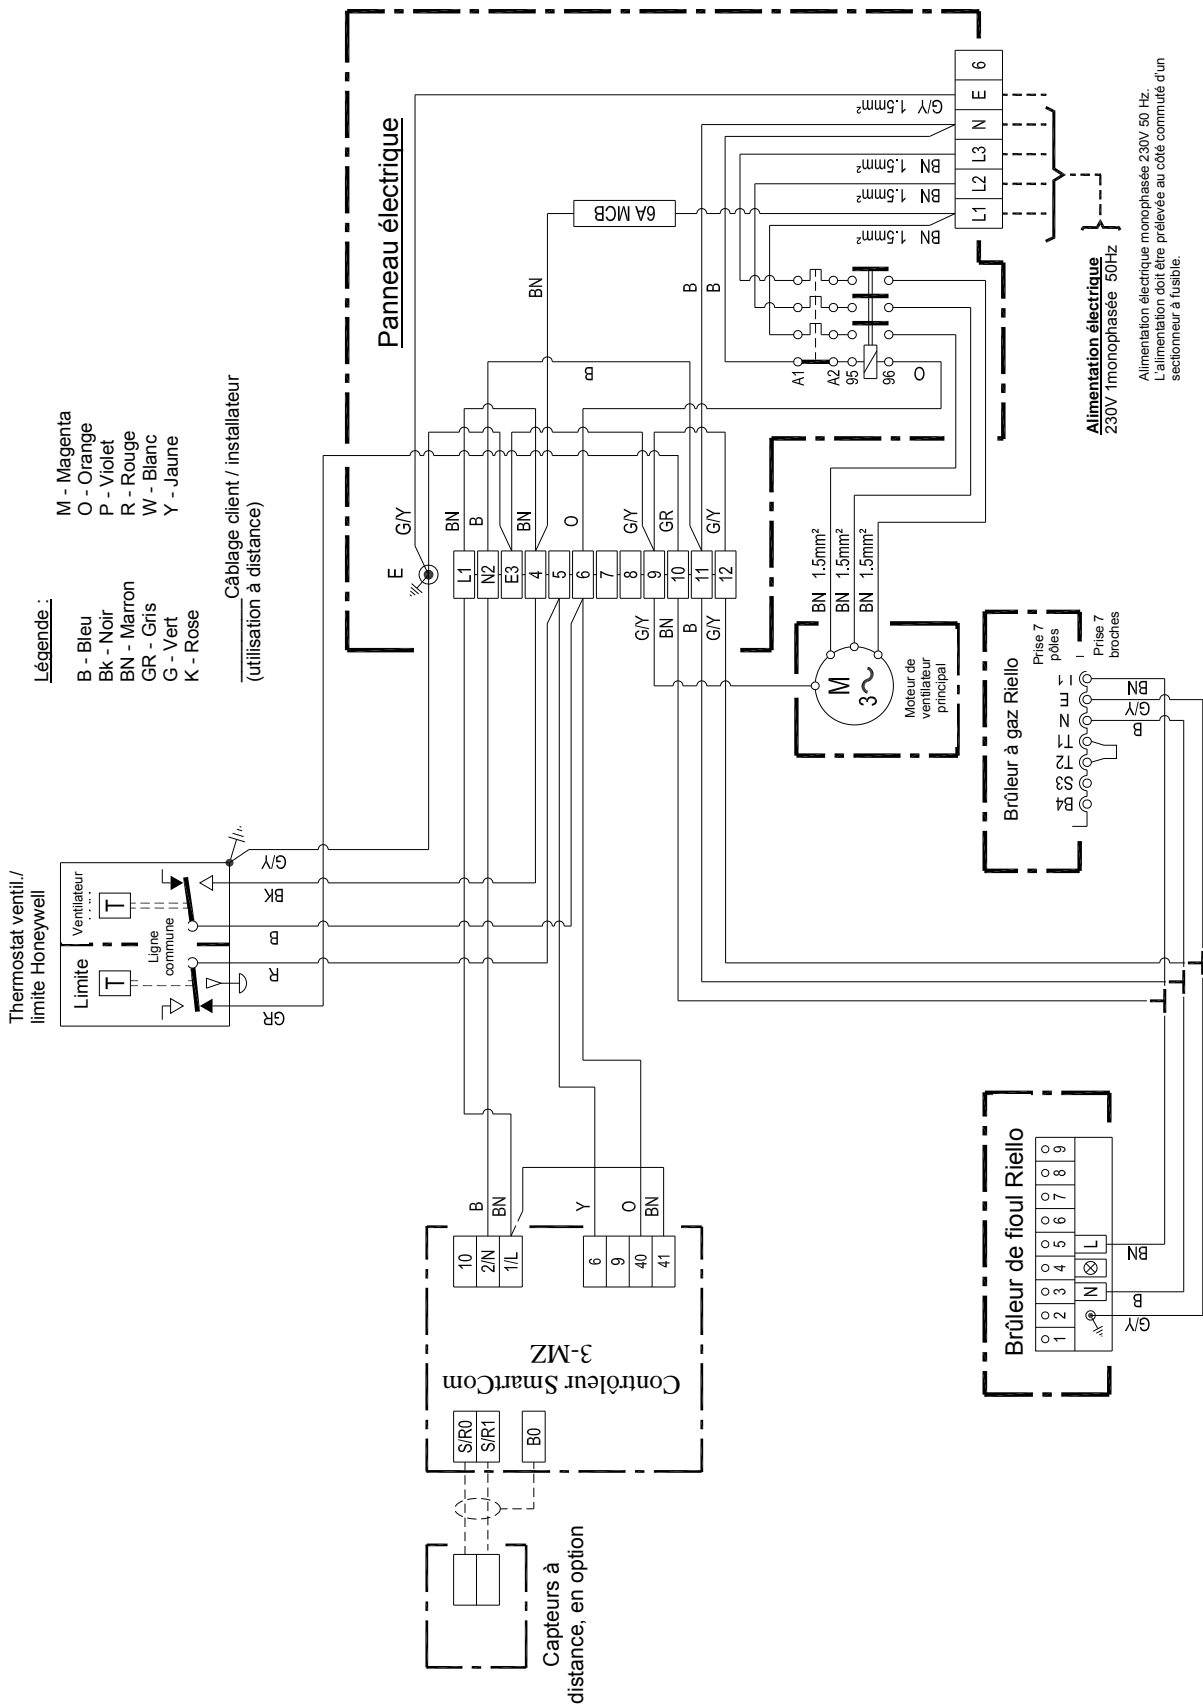 Thermostat ventil./
limite Honeywell
Limite
Ventilateur
T
T
Ligne
commune
GR
R
B
BK
G/Y
Légende :
B - Bleu
Bk - Noir
BN - Marron
GR - Gris
G - Vert
K - Rose
M - Magenta
O - Orange
P - Violet
R - Rouge
W - Blanc
Y - Jaune
Câblage client / installateur
(utilisation à distance)
Panneau électrique
E
G/Y
BN
B
BN
O
G/Y
GR
G/Y
BN
B
6A MCB
B
B
L1
N2
E3
4
5
6
7
8
9
10
11
12
G/Y
BN
B
G/Y
A1
A2
95
96
O
BN 1.5mm²
BN 1.5mm²
BN 1.5mm²
G/Y 1.5mm²
L1
L2
L3
N
E
6
Alimentation électrique
230V 1monophasée 50Hz
Alimentation électrique monophasée 230V 50 Hz.
L'alimentation doit être prélevée au côté commuté d'un
sectionneur à fusible.
BN 1.5mm²
BN 1.5mm²
BN 1.5mm²
M
3~
Moteur de
ventilateur
principal
Capteurs à
distance, en option
S/R0
S/R1
B0
Contrôleur SmartCom
3-MZ
10
2/N
1/L
6
9
40
41
B
BN
Y
O
BN
Brûleur de fioul Riello
1
2
3
4
5
6
7
8
9
N
L
G/Y
B
BN
Brûleur à gaz Riello
Prise 7
pôles
Prise 7
broches
B4
S3
T2
T1
N
E
B
G/Y
BN